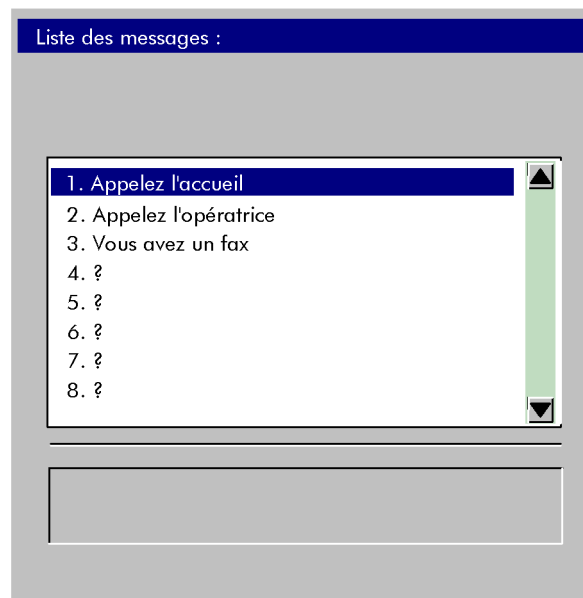 Liste des messages :
1. Appelez l'accueil
2. Appelez l'opératrice
3. Vous avez un fax
4. ?
5. ?
6. ?
7. ?
8. ?